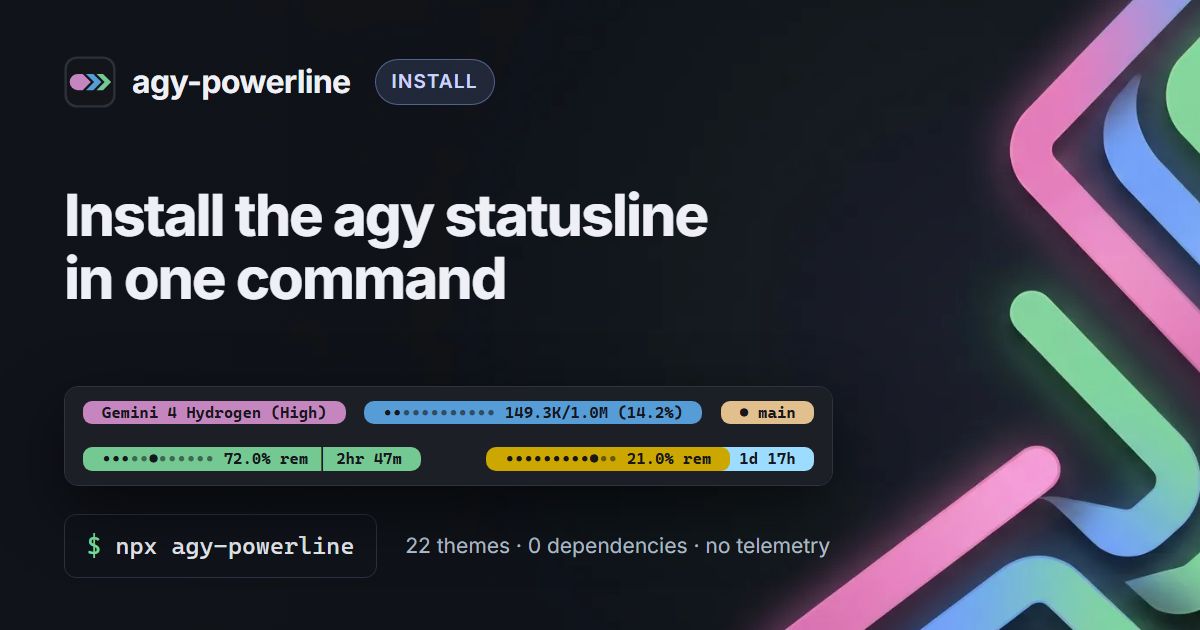 agy-powerline INSTALL
Install the agy statusline
in one command
Gemini 4 Hydrogen (High) 149.3K/1.0M (14.2%) ● main
72.0% rem 2hr 47m 21.0% rem 1d 17h
$ npx agy-powerline 22 themes · 0 dependencies · no telemetry